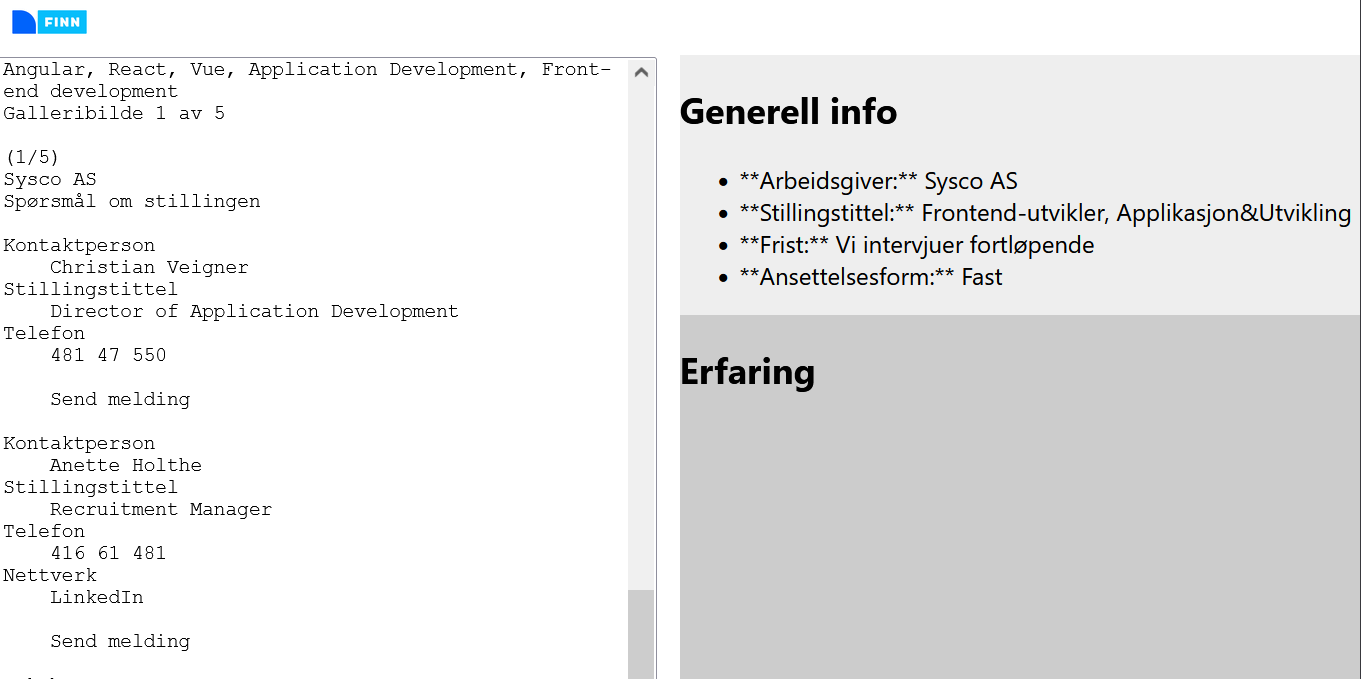 FINN
Angular, React, Vue, Application Development, Front-
end development
Galleribilde 1 av 5
(1/5)
Sysco AS
Spørsmål om stillingen
Kontaktperson
Christian Veigner
Stillingstittel
Director of Application Development
Telefon
481 47 550
Send melding
Kontaktperson
Anette Holthe
Stillingstittel
Recruitment Manager
Telefon
416 61 481
Nettverk
LinkedIn
Send melding
Generell info
**Arbeidsgiver:** Sysco AS
**Stillingstittel:** Frontend-utvikler, Applikasjon&Utvikling
**Frist:** Vi intervjuer fortløpende
**Ansettelsesform:** Fast
Erfaring